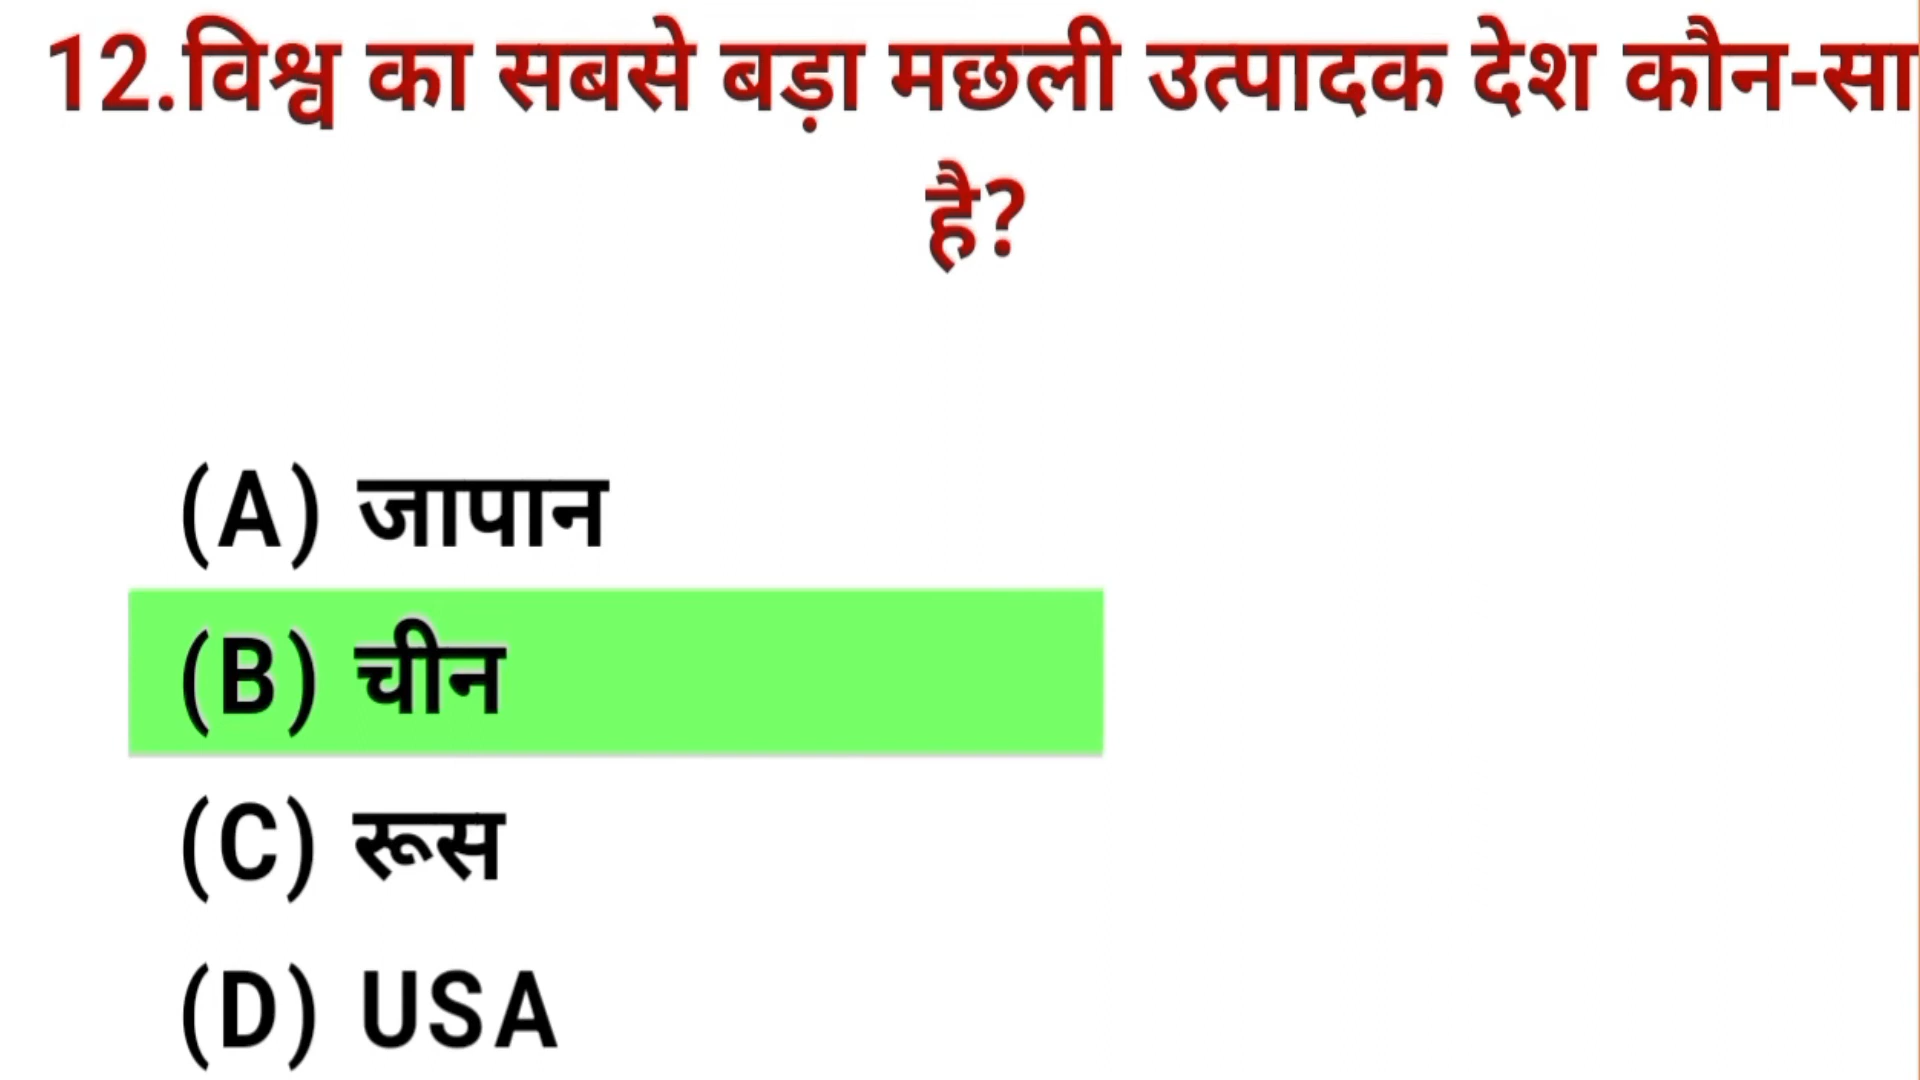 12.विश्व का सबसे बड़ा मछली उत्पादक देश कौन-सा
है?
(A) जापान
(B) चीन
(C) रूस
(D) USA